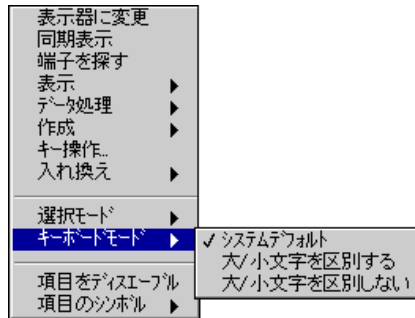 表示器に変更
同期表示
端子を探す
表示
ﾃﾞｰﾀ処理
作成
ｷｰ操作...
入れ換え
選択ﾓｰﾄﾞ
ｷｰﾎﾞｰﾄﾞﾓｰﾄﾞ
✓ ｼｽﾃﾑﾃﾞﾌｫﾙﾄ
大/小文字を区別する
大/小文字を区別しない
項目をﾃﾞｨｽｴｰﾌﾞﾙ
項目のｼﾝﾎﾞﾙ